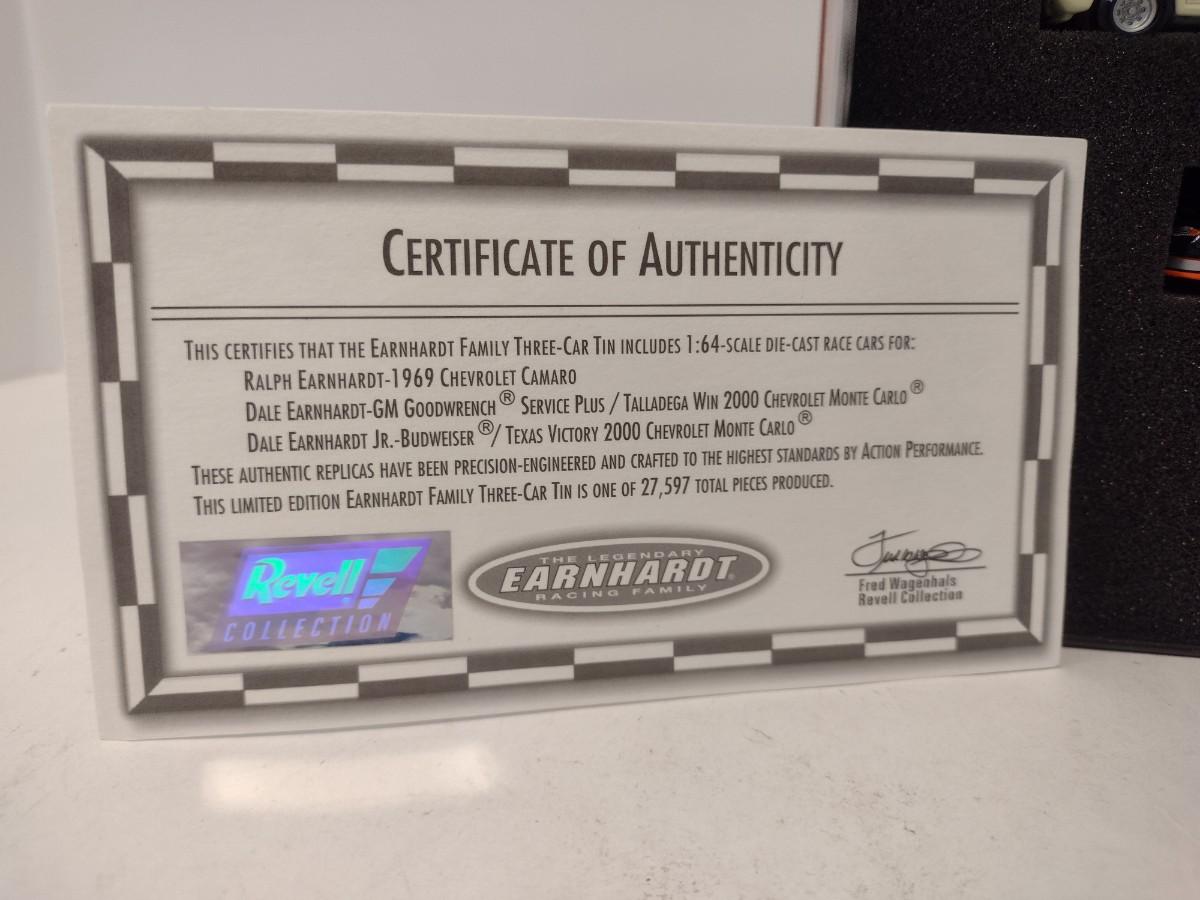 CERTIFICATE OF AUTHENTICITY
THIS CERTIFIES THAT THE EARNHARDT FAMILY THREE-CAR TIN INCLUDES 1:64-SCALE DIE-CAST RACE CARS FOR:
RALPH EARNHARDT-1969 CHEVROLET CAMARO
DALE EARNHARDT-GM GOODWRENCH® SERVICE PLUS / TALLADEGA WIN 2000 CHEVROLET MONTE CARLO®
DALE EARNHARDT JR.-BUDWEISER®/ TEXAS VICTORY 2000 CHEVROLET MONTE CARLO®
THESE AUTHENTIC REPLICAS HAVE BEEN PRECISION-ENGINEERED AND CRAFTED TO THE HIGHEST STANDARDS BY ACTION PERFORMANCE.
THIS LIMITED EDITION EARNHARDT FAMILY THREE-CAR TIN IS ONE OF 27,597 TOTAL PIECES PRODUCED.
Revell
COLLECTION
THE LEGENDARY
EARNHARDT
RACING FAMILY
Fred Wagenhals
Revell Collection